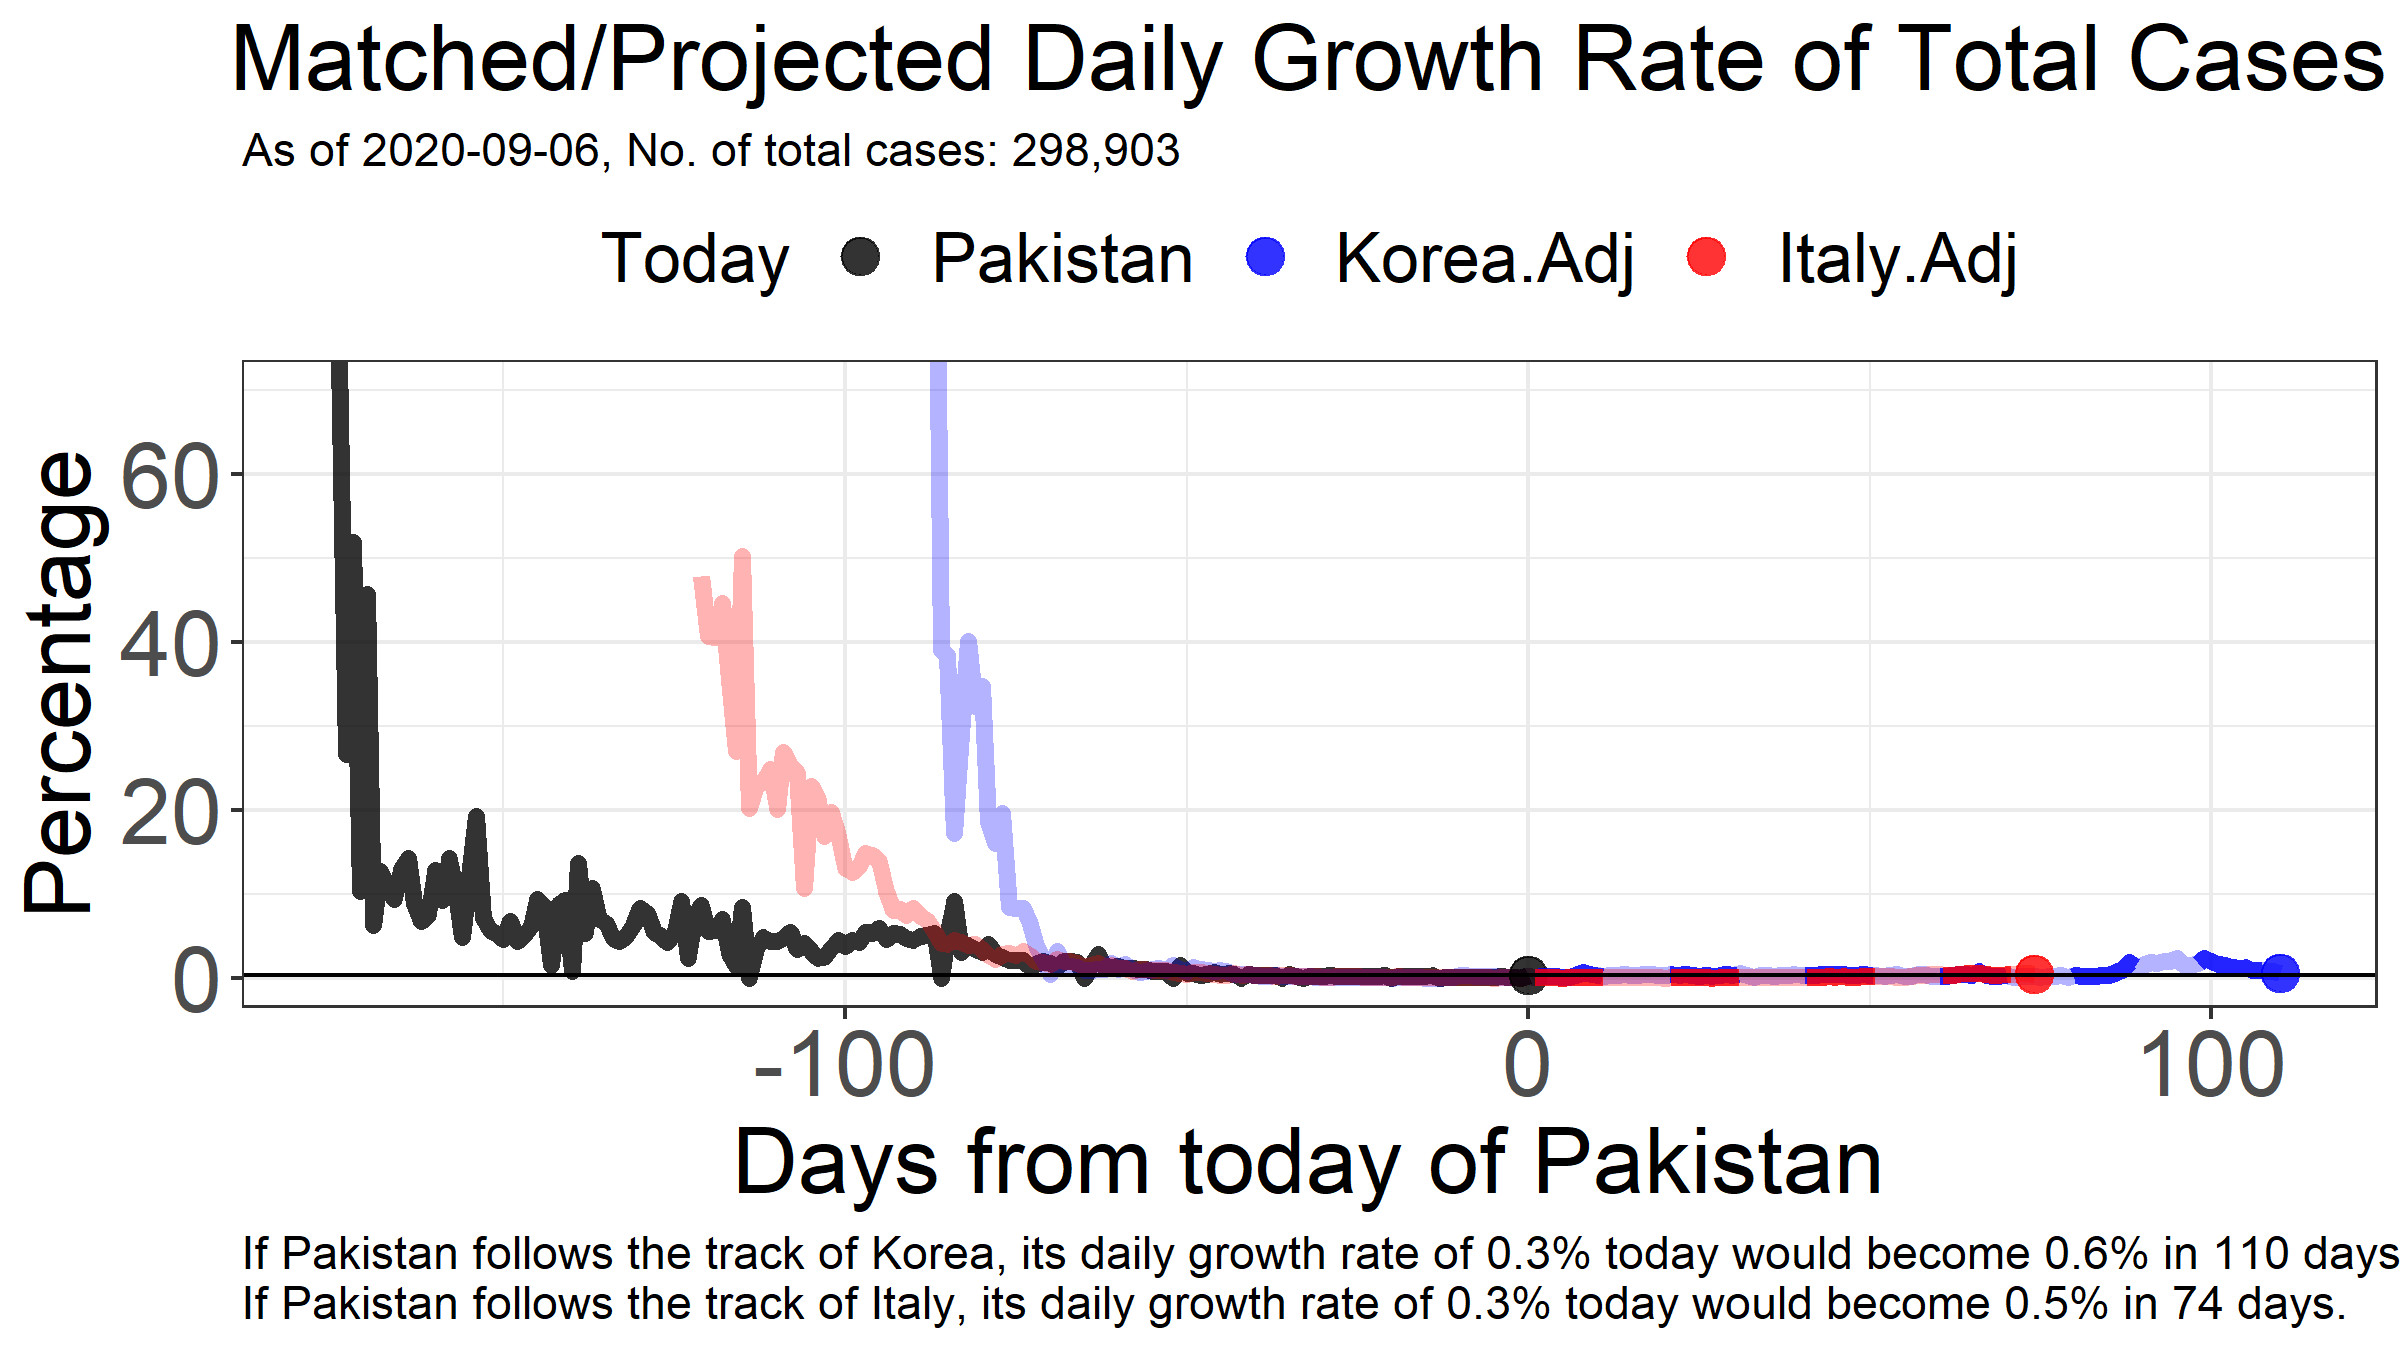 Matched/Projected Daily Growth Rate of Total Cases
As of 2020-09-06, No. of total cases: 298,903
Today Pakistan Korea.Adj Italy.Adj
Percentage
60
40
20
0
-100 0 100
Days from today of Pakistan
If Pakistan follows the track of Korea, its daily growth rate of 0.3% today would become 0.6% in 110 days
If Pakistan follows the track of Italy, its daily growth rate of 0.3% today would become 0.5% in 74 days.